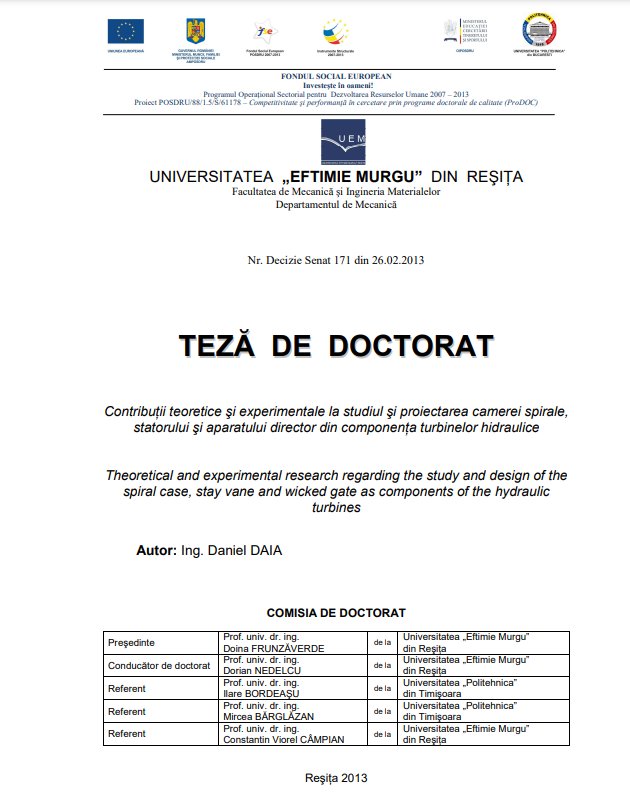 UNIUNEA EUROPEANĂ
GUVERNUL ROMÂNIEI
MINISTERUL MUNCII, FAMILIEI
ŞI PROTECŢIEI SOCIALE
AMPOSDRU
fse
Fondul Social European
POSDRU 2007-2013
Instrumente Structurale
2007-2013
MINISTERUL
EDUCAŢIEI
CERCETĂRII
TINERETULUI
ŞI SPORTULUI
OIPOSDRU
UNIVERSITATEA "POLITEHNICA"
din BUCUREŞTI
FONDUL SOCIAL EUROPEAN
Investeşte în oameni!
Programul Operaţional Sectorial pentru Dezvoltarea Resurselor Umane 2007 – 2013
Proiect POSDRU/88/1.5/S/61178 – Competitivitate şi performanţă în cercetare prin programe doctorale de calitate (ProDOC)
UEM
UNIVERSITATEA „EFTIMIE MURGU” DIN REŞIŢA
Facultatea de Mecanică şi Ingineria Materialelor
Departamentul de Mecanică
Nr. Decizie Senat 171 din 26.02.2013
TEZĂ DE DOCTORAT
Contribuţii teoretice şi experimentale la studiul şi proiectarea camerei spirale,
statorului şi aparatului director din componenţa turbinelor hidraulice
Theoretical and experimental research regarding the study and design of the
spiral case, stay vane and wicked gate as components of the hydraulic
turbines
Autor: Ing. Daniel DAIA
COMISIA DE DOCTORAT
Preşedinte Prof. univ. dr. ing. Doina FRUNZĂVERDE de la Universitatea „Eftimie Murgu” din Reşiţa
Conducător de doctorat Prof. univ. dr. ing. Dorian NEDELCU de la Universitatea „Eftimie Murgu” din Reşiţa
Referent Prof. univ. dr. ing. Ilare BORDEAŞU de la Universitatea „Politehnica” din Timişoara
Referent Prof. univ. dr. ing. Mircea BĂRGLĂZAN de la Universitatea „Politehnica” din Timişoara
Referent Prof. univ. dr. ing. Constantin Viorel CÂMPIAN de la Universitatea „Eftimie Murgu” din Reşiţa
Reşiţa 2013